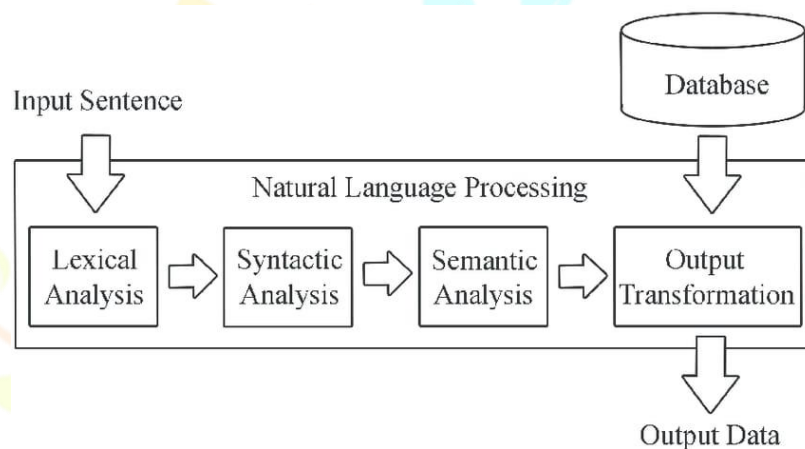 Input Sentence
Database
Natural Language Processing
Lexical
Analysis
Syntactic
Analysis
Semantic
Analysis
Output
Transformation
Output Data